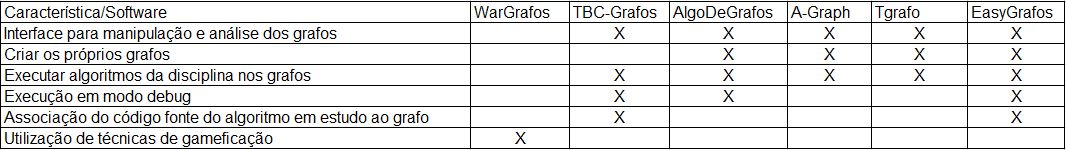 Característica/Software WarGrafos TBC-Grafos AlgoDeGrafos A-Graph Tgrafo EasyGrafos
Interface para manipulação e análise dos grafos X X X X X
Criar os próprios grafos X X X X
Executar algoritmos da disciplina nos grafos X X X X X
Execução em modo debug X X X
Associação do código fonte do algoritmo em estudo ao grafo X X
Utilização de técnicas de gameficação X